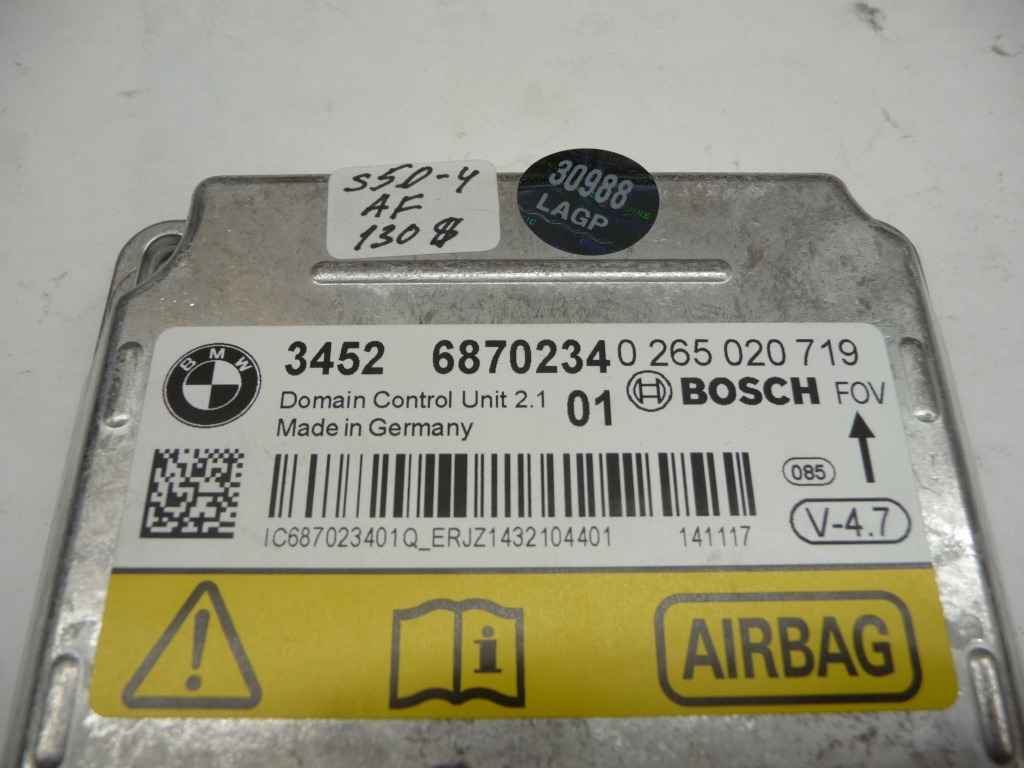 S5D-4
AF
130 $
30988
LAGP
BMW
3452 6870234 0 265 020 719
Domain Control Unit 2.1 01 BOSCH FOV
Made in Germany
085
IC687023401Q_ERJZ1432104401 141117
V-4.7
i
AIRBAG